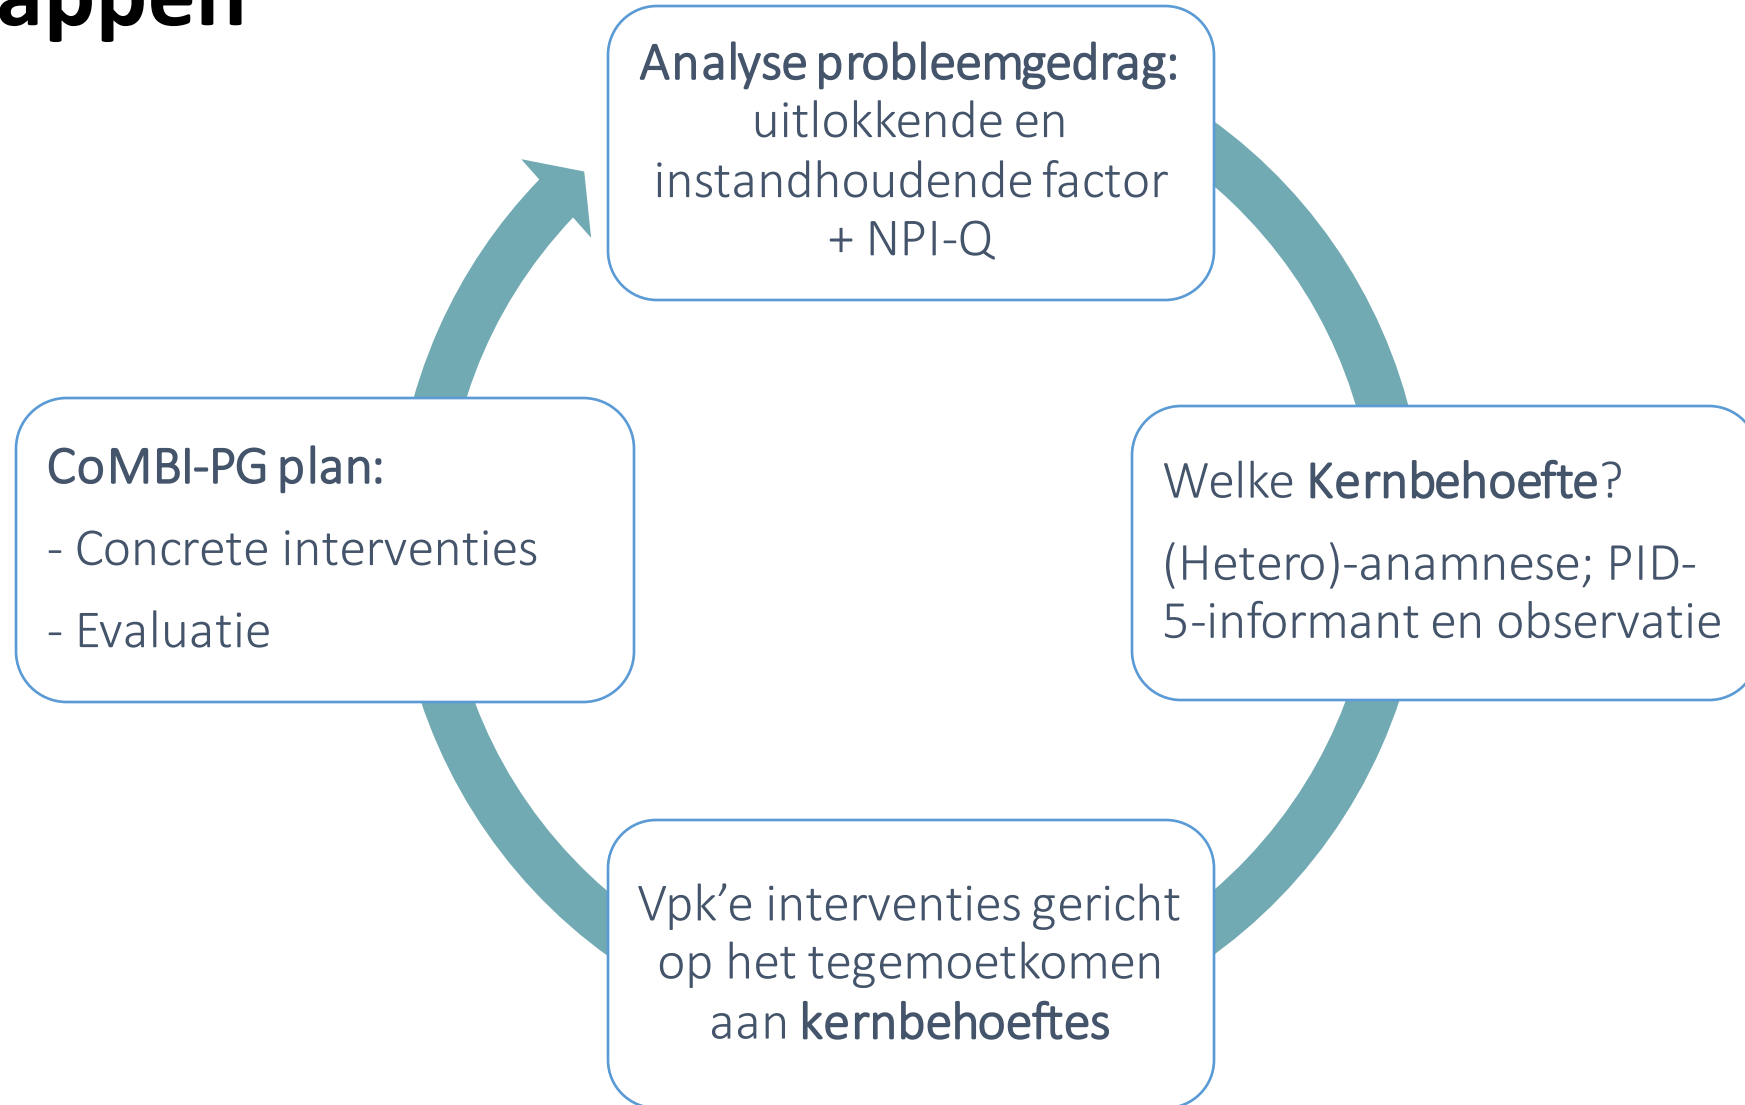 appen
Analyse probleemgedrag:
uitlokkende en
instandhoudende factor
+ NPI-Q
Welke Kernbehoefte?
(Hetero)-anamnese; PID-
5-informant en observatie
Vpk’e interventies gericht
op het tegemoetkomen
aan kernbehoeftes
CoMBI-PG plan:
- Concrete interventies
- Evaluatie